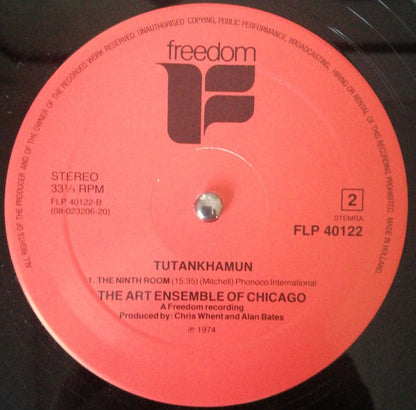 ALL RIGHTS OF THE PRODUCER AND OF THE OWNER OF THE RECORDED WORK RESERVED. UNAUTHORISED COPYING, PUBLIC PERFORMANCE, BROADCASTING, HIRING OR RENTAL OF THIS RECORDING PROHIBITED. MADE IN HOLLAND.
freedom
F
STEREO
33⅓ RPM
FLP 40122-B
(08-023206-20)
2
STEMRA
FLP 40122
TUTANKHAMUN
1. THE NINTH ROOM (15.35) (Mitchell) Phonoco International
THE ART ENSEMBLE OF CHICAGO
A Freedom recording
Produced by: Chris Whent and Alan Bates
℗ 1974